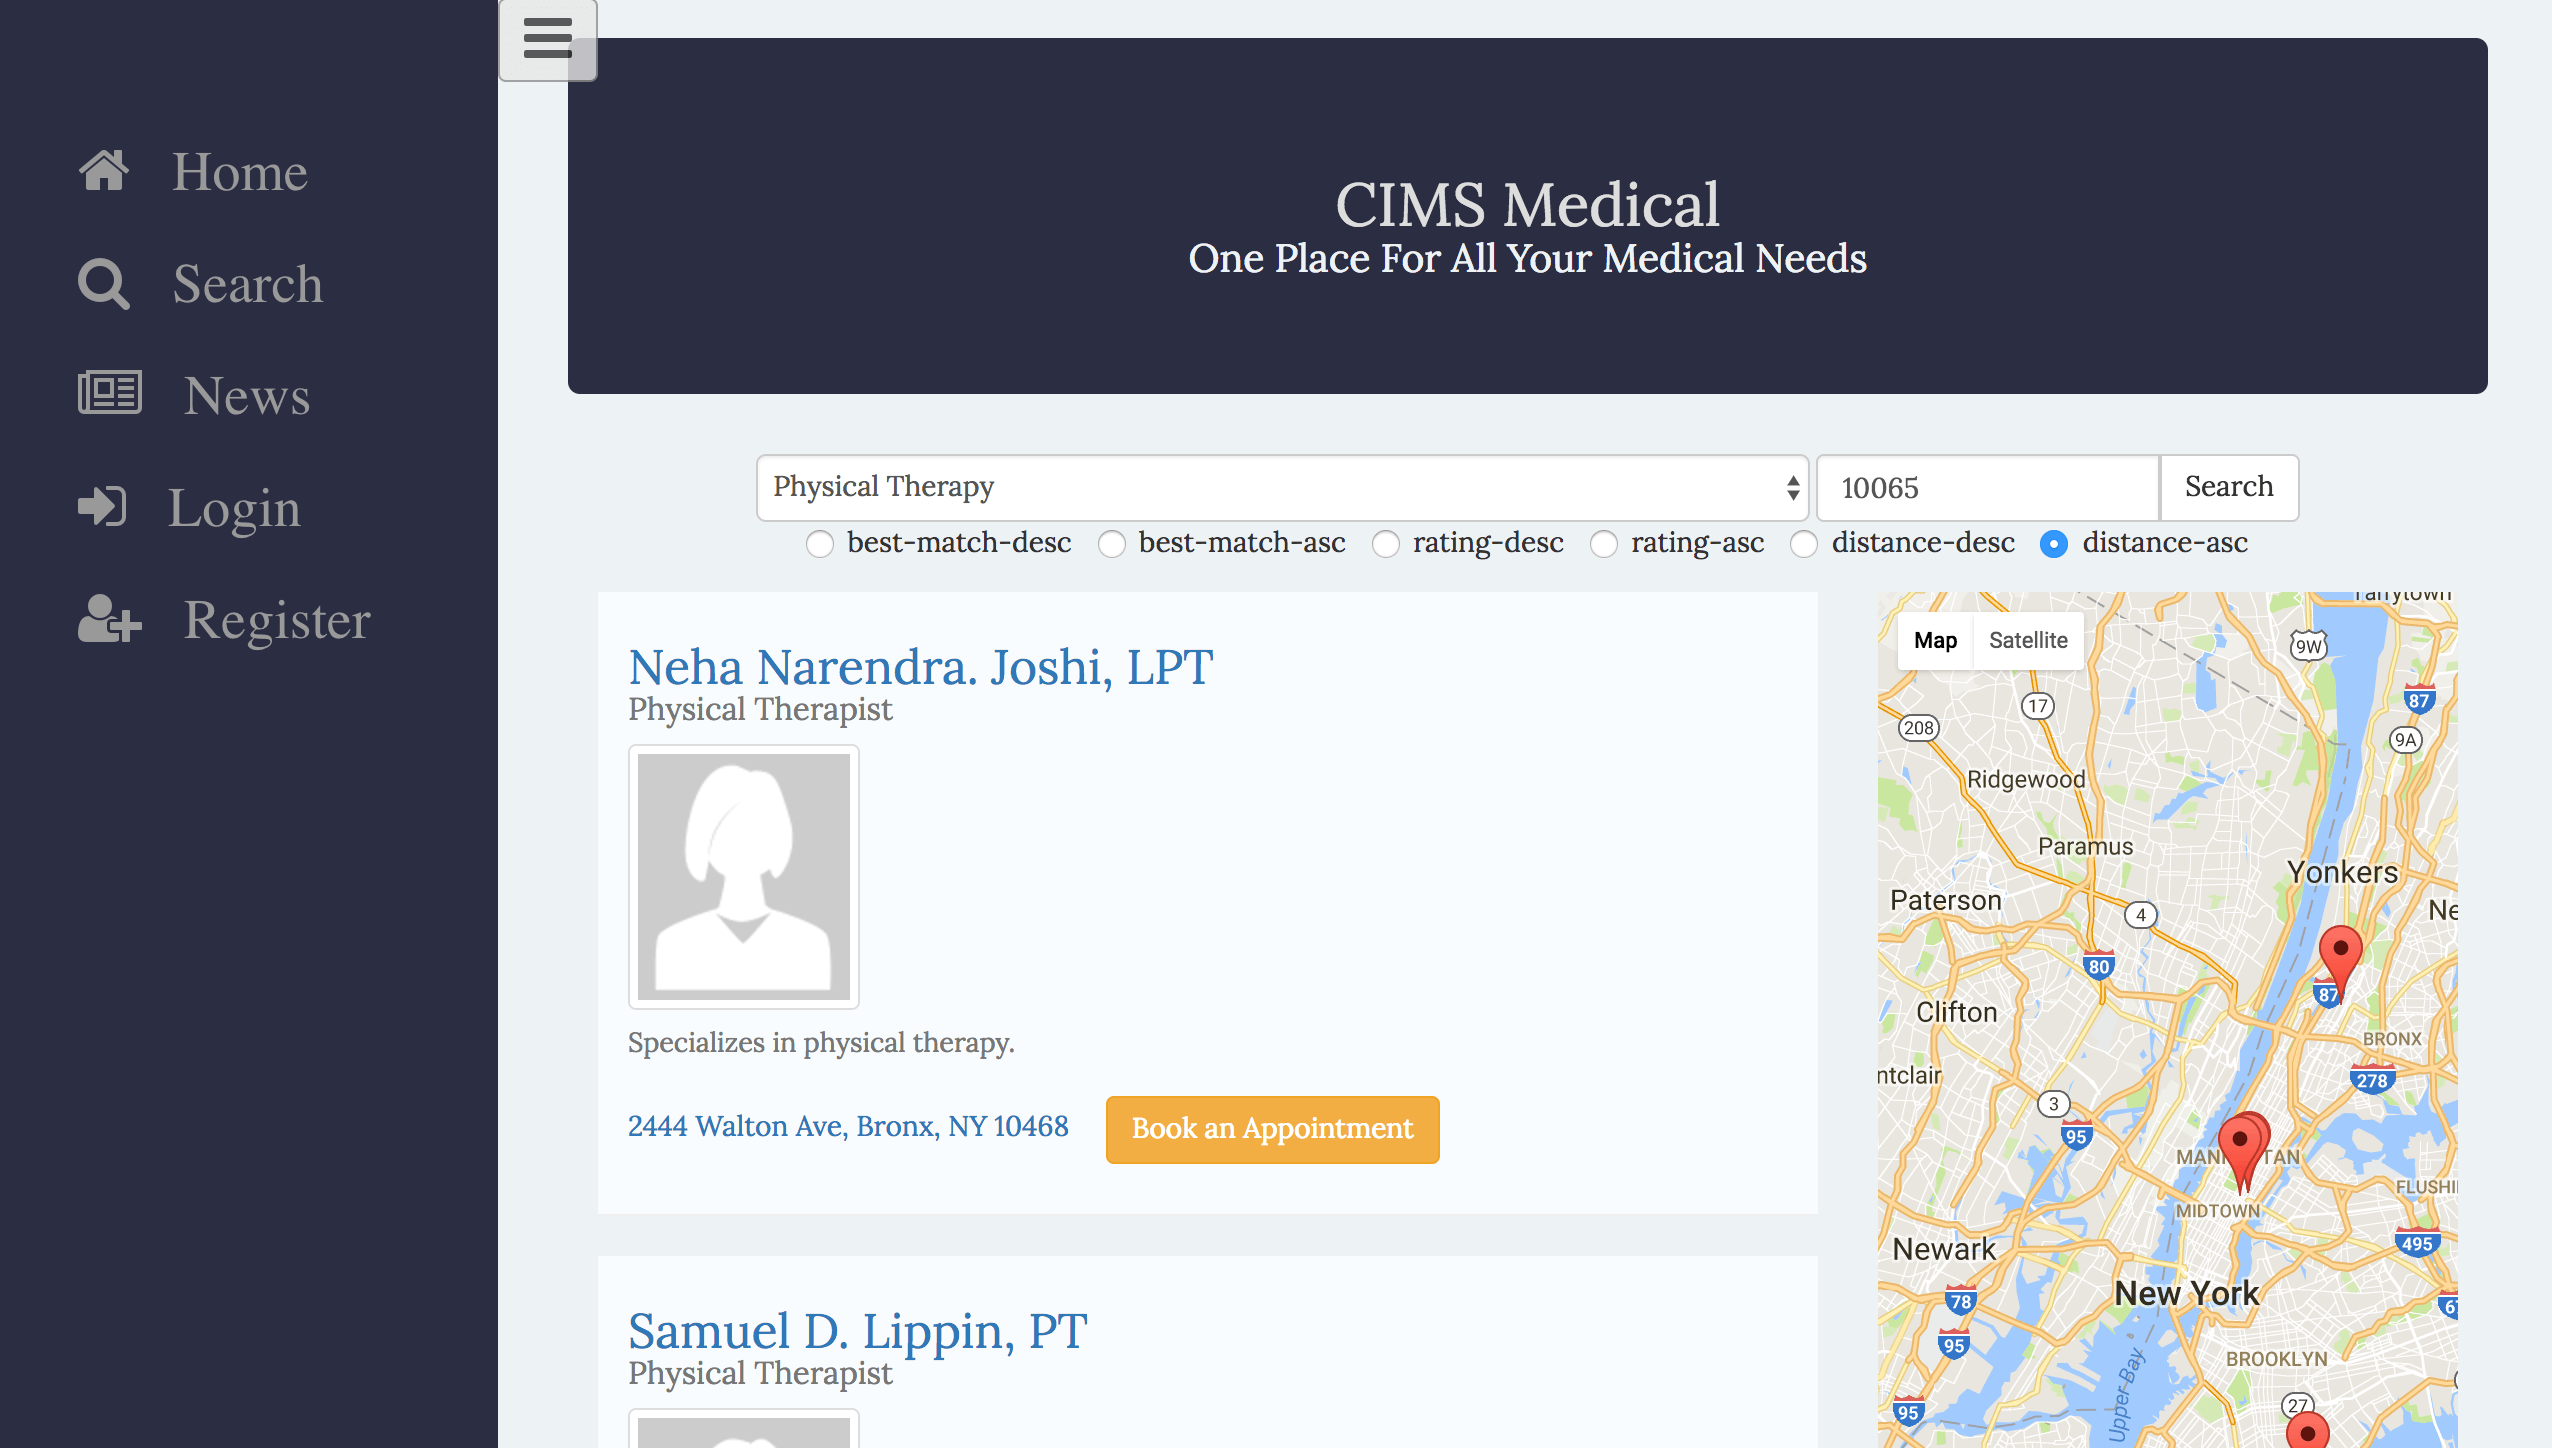 Home
Search
News
Login
Register
CIMS Medical
One Place For All Your Medical Needs
Physical Therapy
10065
Search
best-match-desc
best-match-asc
rating-desc
rating-asc
distance-desc
distance-asc
Neha Narendra. Joshi, LPT
Physical Therapist
Specializes in physical therapy.
2444 Walton Ave, Bronx, NY 10468
Book an Appointment
Samuel D. Lippin, PT
Physical Therapist
Map
Satellite
Tarrytown
9W
87
17
208
9A
Ridgewood
Paramus
Yonkers
Paterson
Ne
4
80
87
Clifton
BRONX
ntclair
278
3
95
MANHATTAN
FLUSHI
MIDTOWN
495
Newark
New York
78
67
95
BROOKLYN
Upper Bay
27
95